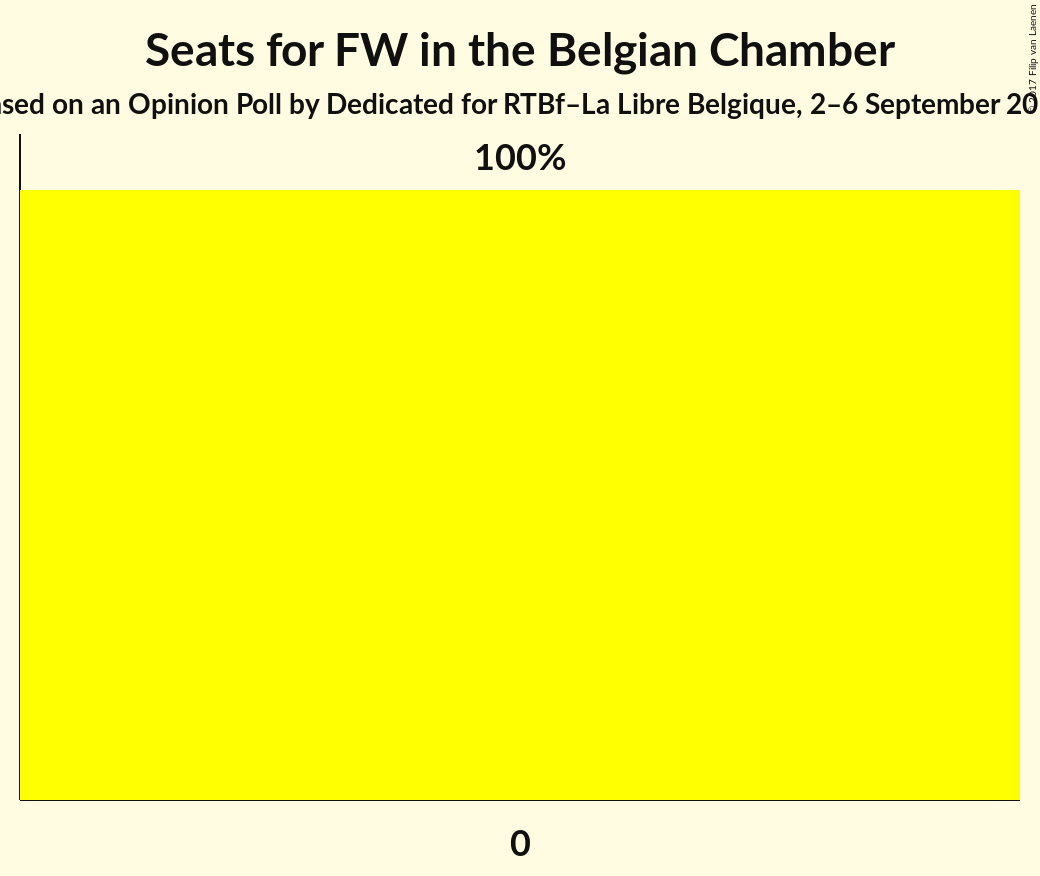 Seats for FW in the Belgian Chamber
ased on an Opinion Poll by Dedicated for RTBf–La Libre Belgique, 2–6 September 20
100%
0
2017 Filip van Laenen